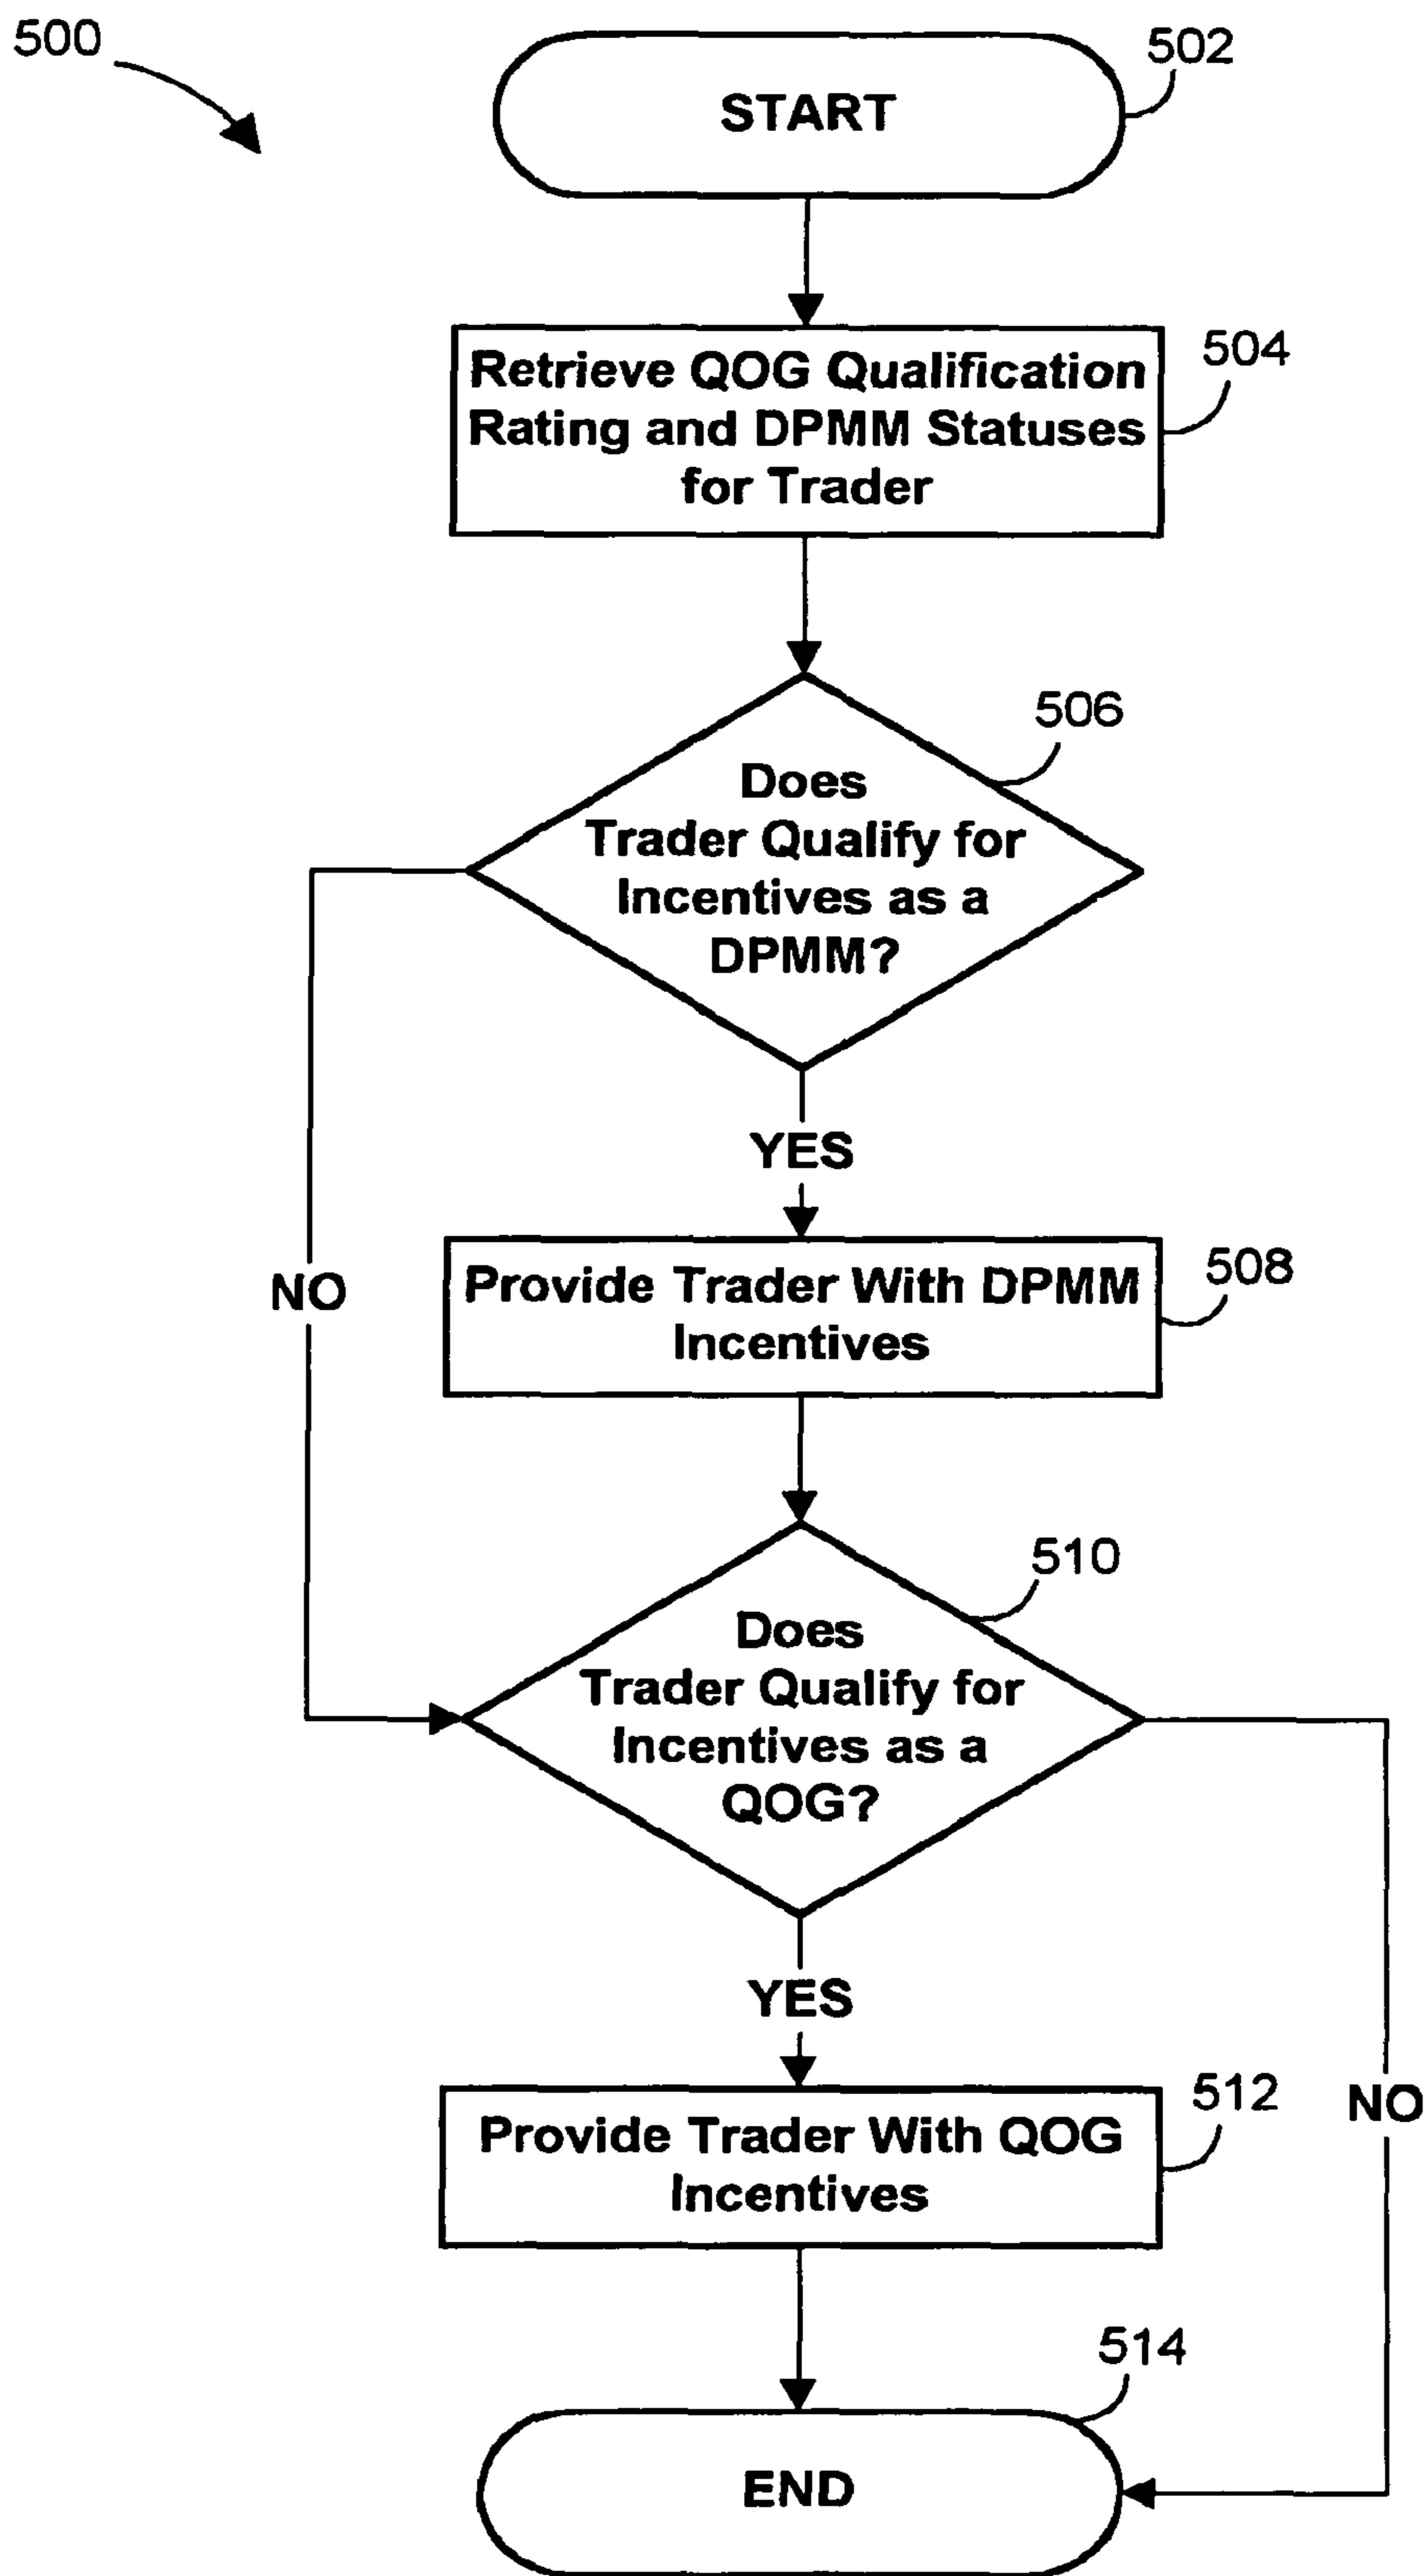 500
502
START
504
Retrieve QOG Qualification
Rating and DPMM Statuses
for Trader
506
Does
Trader Qualify for
Incentives as a
DPMM?
YES
NO
508
Provide Trader With DPMM
Incentives
510
Does
Trader Qualify for
Incentives as a
QOG?
YES
NO
512
Provide Trader With QOG
Incentives
514
END